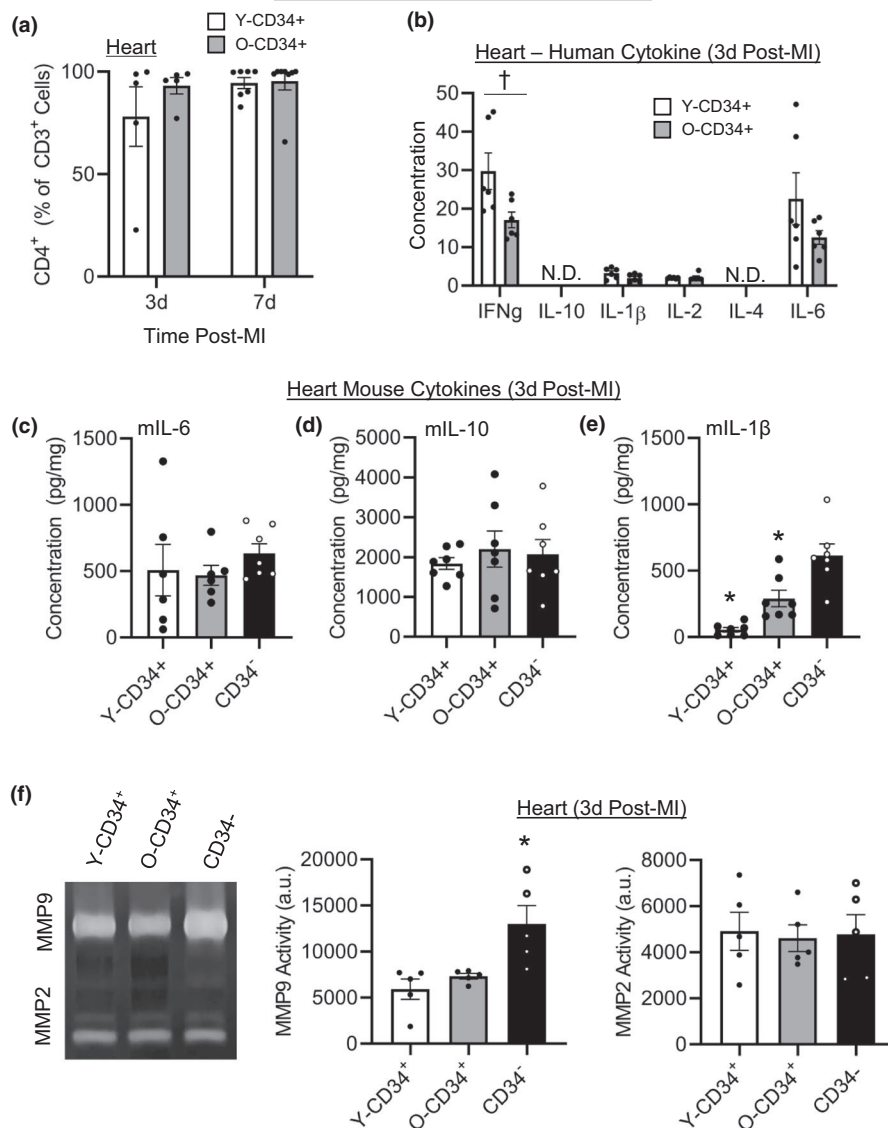 (a)
Heart
Y-CD34+
O-CD34+
CD4⁺ (% of CD3⁺ Cells)
100
50
0
3d 7d
Time Post-MI
(b)
Heart – Human Cytokine (3d Post-MI)
†
Y-CD34+
O-CD34+
Concentration
50
40
30
20
10
0
N.D. N.D.
IFNg IL-10 IL-1β IL-2 IL-4 IL-6
Heart Mouse Cytokines (3d Post-MI)
(c)
mIL-6
Concentration (pg/mg)
1500
1000
500
0
Y-CD34+ O-CD34+ CD34⁻
(d)
mIL-10
Concentration (pg/mg)
5000
4000
3000
2000
1000
0
Y-CD34+ O-CD34+ CD34⁻
(e)
mIL-1β
Concentration (pg/mg)
1500
1000
500
0
* *
Y-CD34+ O-CD34+ CD34⁻
(f)
Y-CD34⁺ O-CD34⁺ CD34-
MMP9
MMP2
Heart (3d Post-MI)
MMP9 Activity (a.u.)
20000
15000
10000
5000
0
*
Y-CD34⁺ O-CD34⁺ CD34⁻
MMP2 Activity (a.u.)
8000
6000
4000
2000
0
Y-CD34⁺ O-CD34⁺ CD34-